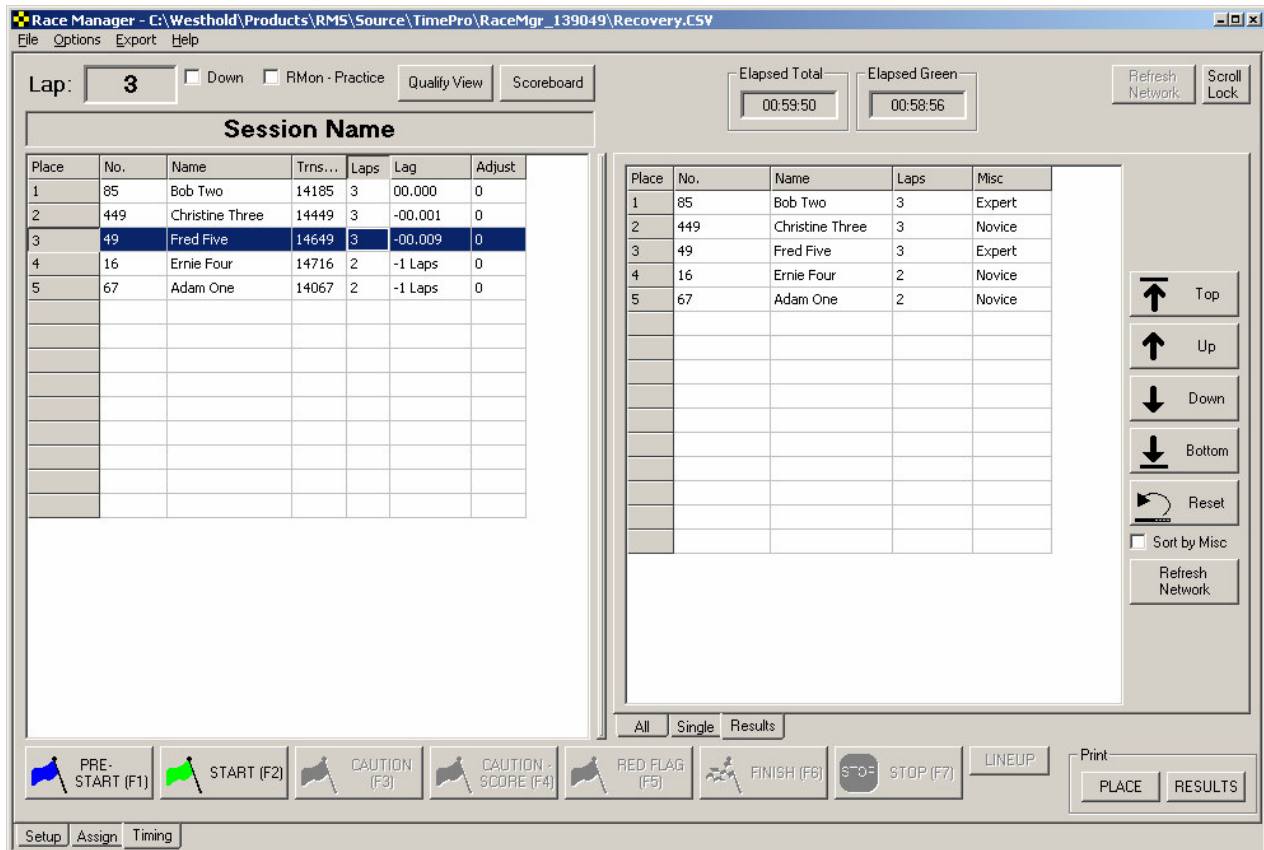 Race Manager - C:\Westhold\Products\RMS\Source\TimePro\RaceMgr_139049\Recovery.CSV
File Options Export Help
Lap: 3 Down RMon - Practice Qualify View Scoreboard
Elapsed Total 00:59:50
Elapsed Green 00:58:56
Refresh Network
Scroll Lock
Session Name
Place No. Name Trns... Laps Lag Adjust
1 85 Bob Two 14185 3 00.000 0
2 449 Christine Three 14449 3 -00.001 0
3 49 Fred Five 14649 3 -00.009 0
4 16 Ernie Four 14716 2 -1 Laps 0
5 67 Adam One 14067 2 -1 Laps 0
Place No. Name Laps Misc
1 85 Bob Two 3 Expert
2 449 Christine Three 3 Novice
3 49 Fred Five 3 Expert
4 16 Ernie Four 2 Novice
5 67 Adam One 2 Novice
Top
Up
Down
Bottom
Reset
Sort by Misc
Refresh
Network
All Single Results
PRE-
START (F1)
START (F2)
CAUTION
(F3)
CAUTION -
SCORE (F4)
RED FLAG
(F5)
FINISH (F6)
STOP
STOP (F7)
LINEUP
Print
PLACE RESULTS
Setup Assign Timing